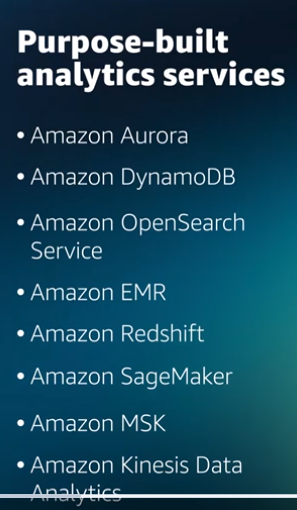 Purpose-built
analytics services
• Amazon Aurora
• Amazon DynamoDB
• Amazon OpenSearch
Service
• Amazon EMR
• Amazon Redshift
• Amazon SageMaker
• Amazon MSK
• Amazon Kinesis Data
Analytics